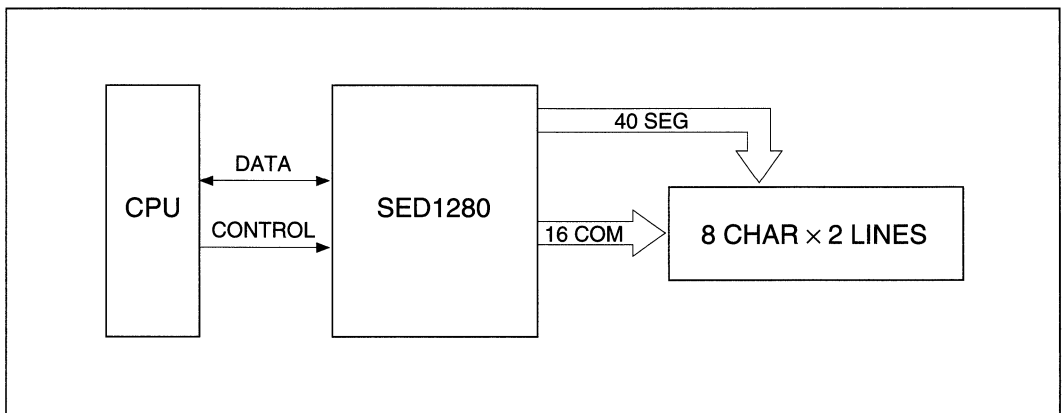 CPU
DATA
CONTROL
SED1280
40 SEG
16 COM
8 CHAR × 2 LINES